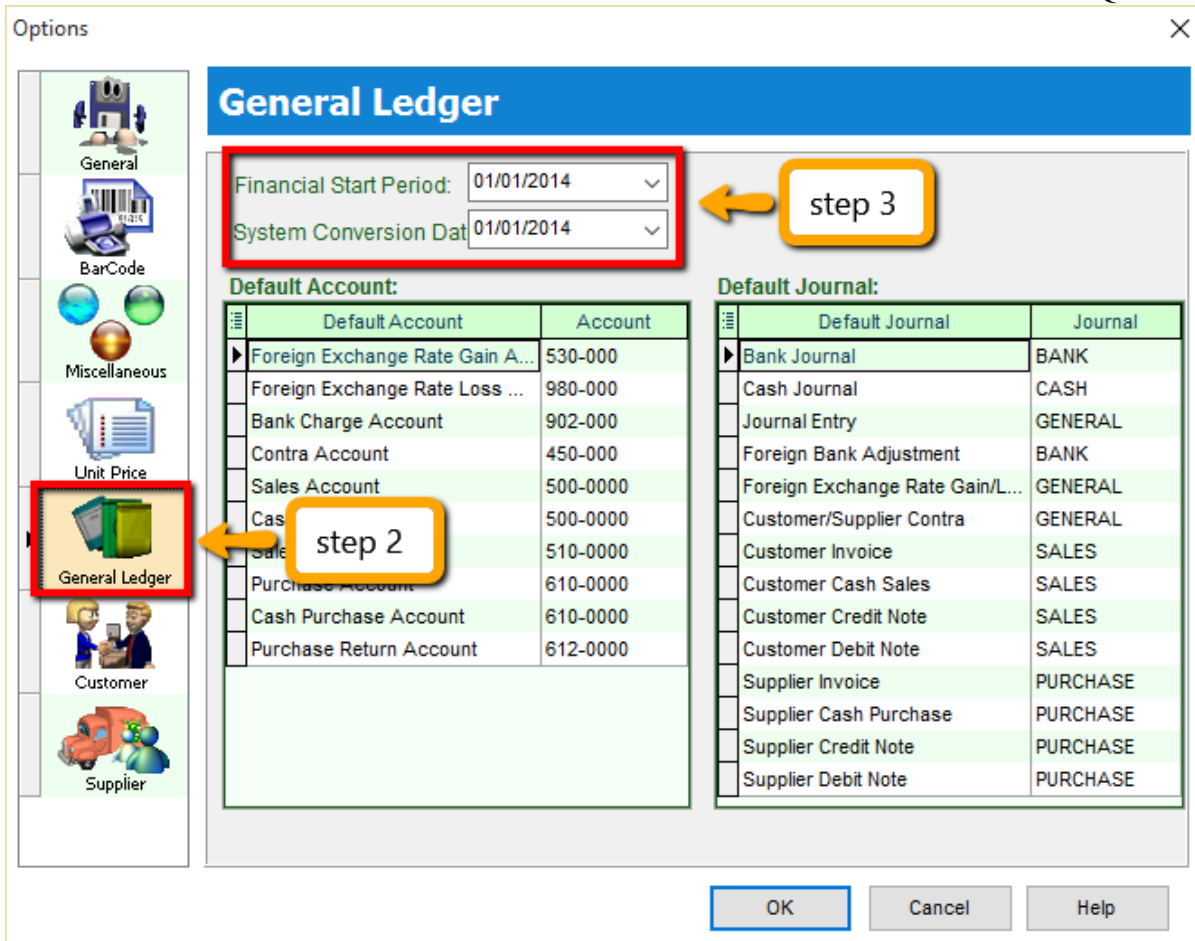 Options
General Ledger
General
BarCode
Miscellaneous
Unit Price
General Ledger
Customer
Supplier
Financial Start Period: 01/01/2014
System Conversion Dat 01/01/2014
step 3
step 2
Default Account:
Default Account Account
Foreign Exchange Rate Gain A... 530-000
Foreign Exchange Rate Loss ... 980-000
Bank Charge Account 902-000
Contra Account 450-000
Sales Account 500-0000
Cas 500-0000
Sale 510-0000
Purchase Account 610-0000
Cash Purchase Account 610-0000
Purchase Return Account 612-0000
Default Journal:
Default Journal Journal
Bank Journal BANK
Cash Journal CASH
Journal Entry GENERAL
Foreign Bank Adjustment BANK
Foreign Exchange Rate Gain/L... GENERAL
Customer/Supplier Contra GENERAL
Customer Invoice SALES
Customer Cash Sales SALES
Customer Credit Note SALES
Customer Debit Note SALES
Supplier Invoice PURCHASE
Supplier Cash Purchase PURCHASE
Supplier Credit Note PURCHASE
Supplier Debit Note PURCHASE
OK Cancel Help